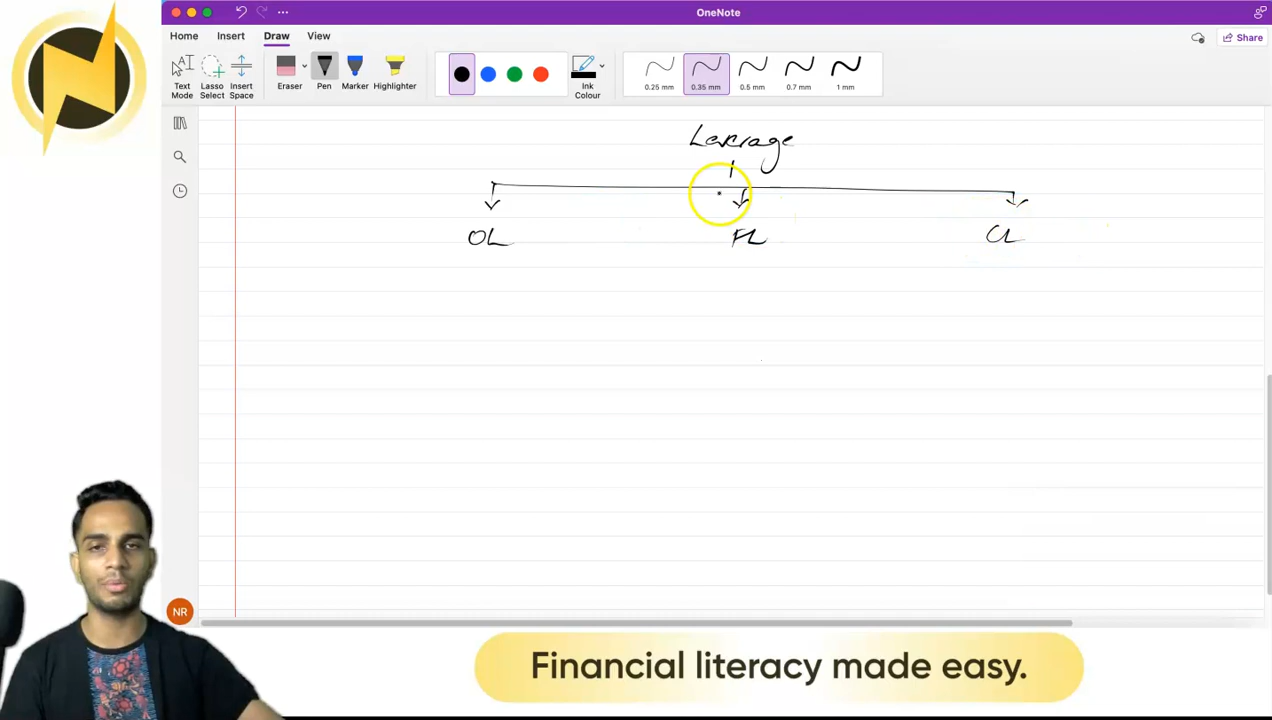 OneNote
Home Insert Draw View
Share
Text Mode
Lasso Select
Insert Space
Eraser
Pen
Marker
Highlighter
Ink Colour
0.25 mm
0.35 mm
0.5 mm
0.7 mm
1 mm
Leverage
OL FL CL
NR
Financial literacy made easy.